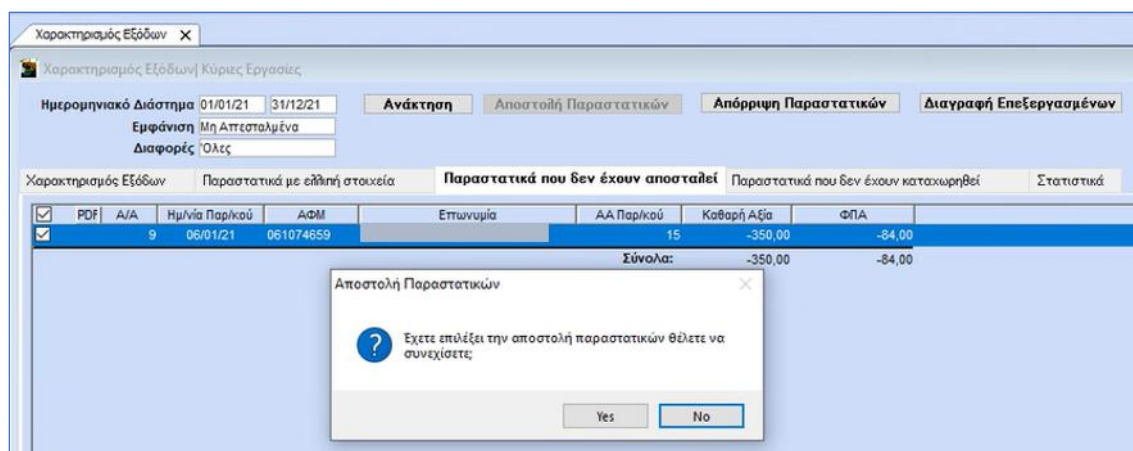 Χαρακτηρισμός Εξόδων X
Χαρακτηρισμός Εξόδων| Κύριες Εργασίες
Ημερομηνιακό Διάστημα 01/01/21 31/12/21 Ανάκτηση Αποστολή Παραστατικών Απόρριψη Παραστατικών Διαγραφή Επεξεργασμένων
Εμφάνιση Μη Απεσταλμένα
Διαφορές Όλες
Χαρακτηρισμός Εξόδων Παραστατικά με ελλιπή στοιχεία Παραστατικά που δεν έχουν αποσταλεί Παραστατικά που δεν έχουν καταχωρηθεί Στατιστικά
PDF Α/Α Ημ/νία Παρ/κού ΑΦΜ Επωνυμία ΑΑ Παρ/κού Καθαρή Αξία ΦΠΑ
9 06/01/21 061074659 15 -350,00 -84,00
Σύνολα: -350,00 -84,00
Αποστολή Παραστατικών
Έχετε επιλέξει την αποστολή παραστατικών θέλετε να
συνεχίσετε;
Yes No